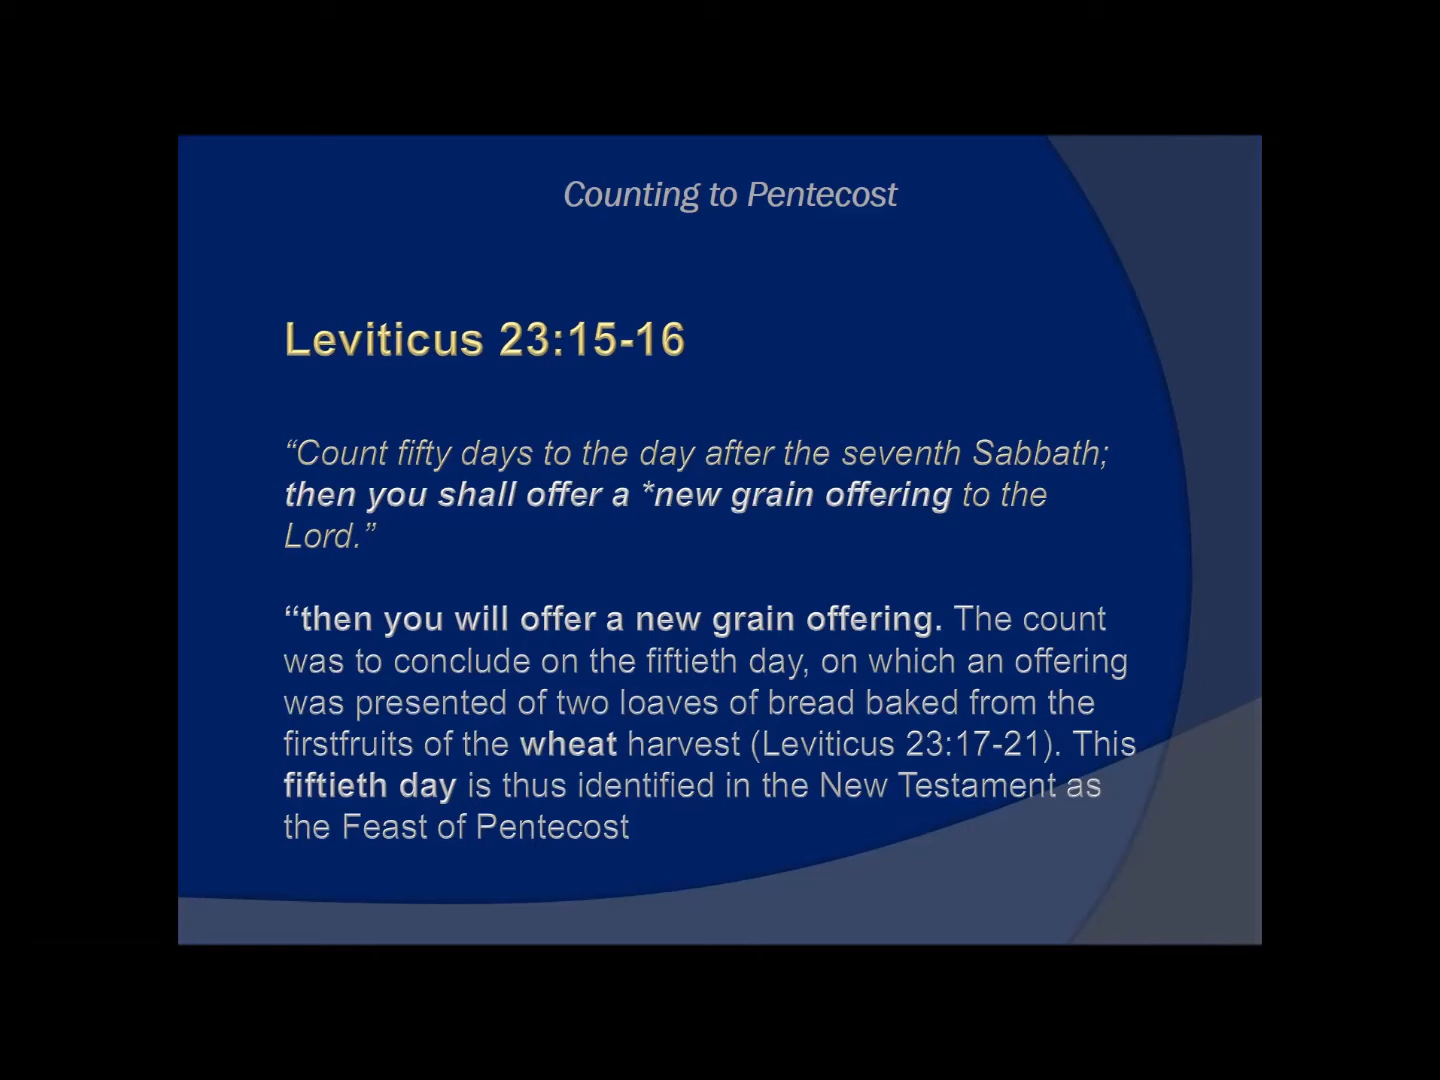 Counting to Pentecost
Leviticus 23:15-16
“Count fifty days to the day after the seventh Sabbath;
then you shall offer a *new grain offering to the
Lord.”
“then you will offer a new grain offering. The count
was to conclude on the fiftieth day, on which an offering
was presented of two loaves of bread baked from the
firstfruits of the wheat harvest (Leviticus 23:17-21). This
fiftieth day is thus identified in the New Testament as
the Feast of Pentecost